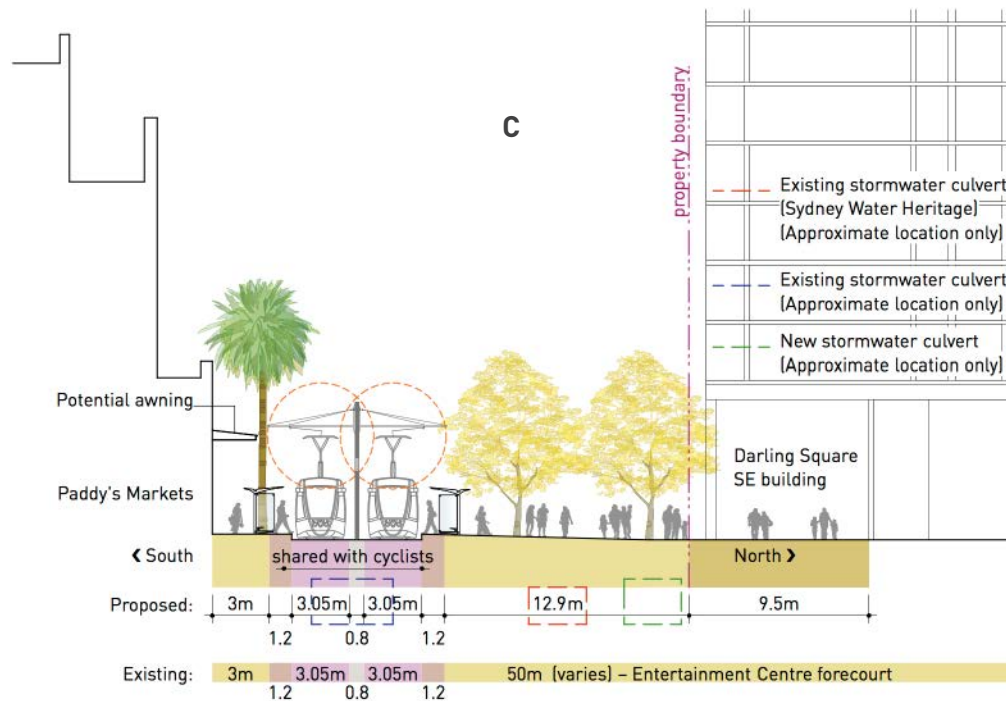 C
property boundary
Existing stormwater culvert
(Sydney Water Heritage)
(Approximate location only)
Existing stormwater culvert
(Approximate location only)
New stormwater culvert
(Approximate location only)
Potential awning
Paddy's Markets
Darling Square
SE building
‹ South
shared with cyclists
North ›
Proposed: 3m 3.05m 3.05m 12.9m 9.5m
1.2 0.8 1.2
Existing: 3m 3.05m 3.05m 50m (varies) – Entertainment Centre forecourt
1.2 0.8 1.2